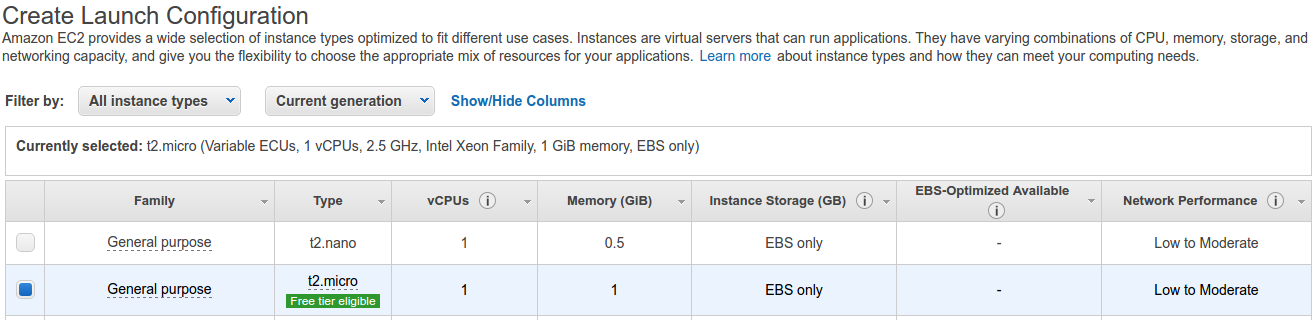 Create Launch Configuration
Amazon EC2 provides a wide selection of instance types optimized to fit different use cases. Instances are virtual servers that can run applications. They have varying combinations of CPU, memory, storage, and
networking capacity, and give you the flexibility to choose the appropriate mix of resources for your applications. Learn more about instance types and how they can meet your computing needs.
Filter by: All instance types Current generation Show/Hide Columns
Currently selected: t2.micro (Variable ECUs, 1 vCPUs, 2.5 GHz, Intel Xeon Family, 1 GiB memory, EBS only)
Family Type vCPUs i Memory (GiB) Instance Storage (GB) i EBS-Optimized Available i Network Performance i
General purpose t2.nano 1 0.5 EBS only - Low to Moderate
General purpose t2.micro 1 1 EBS only - Low to Moderate
Free tier eligible